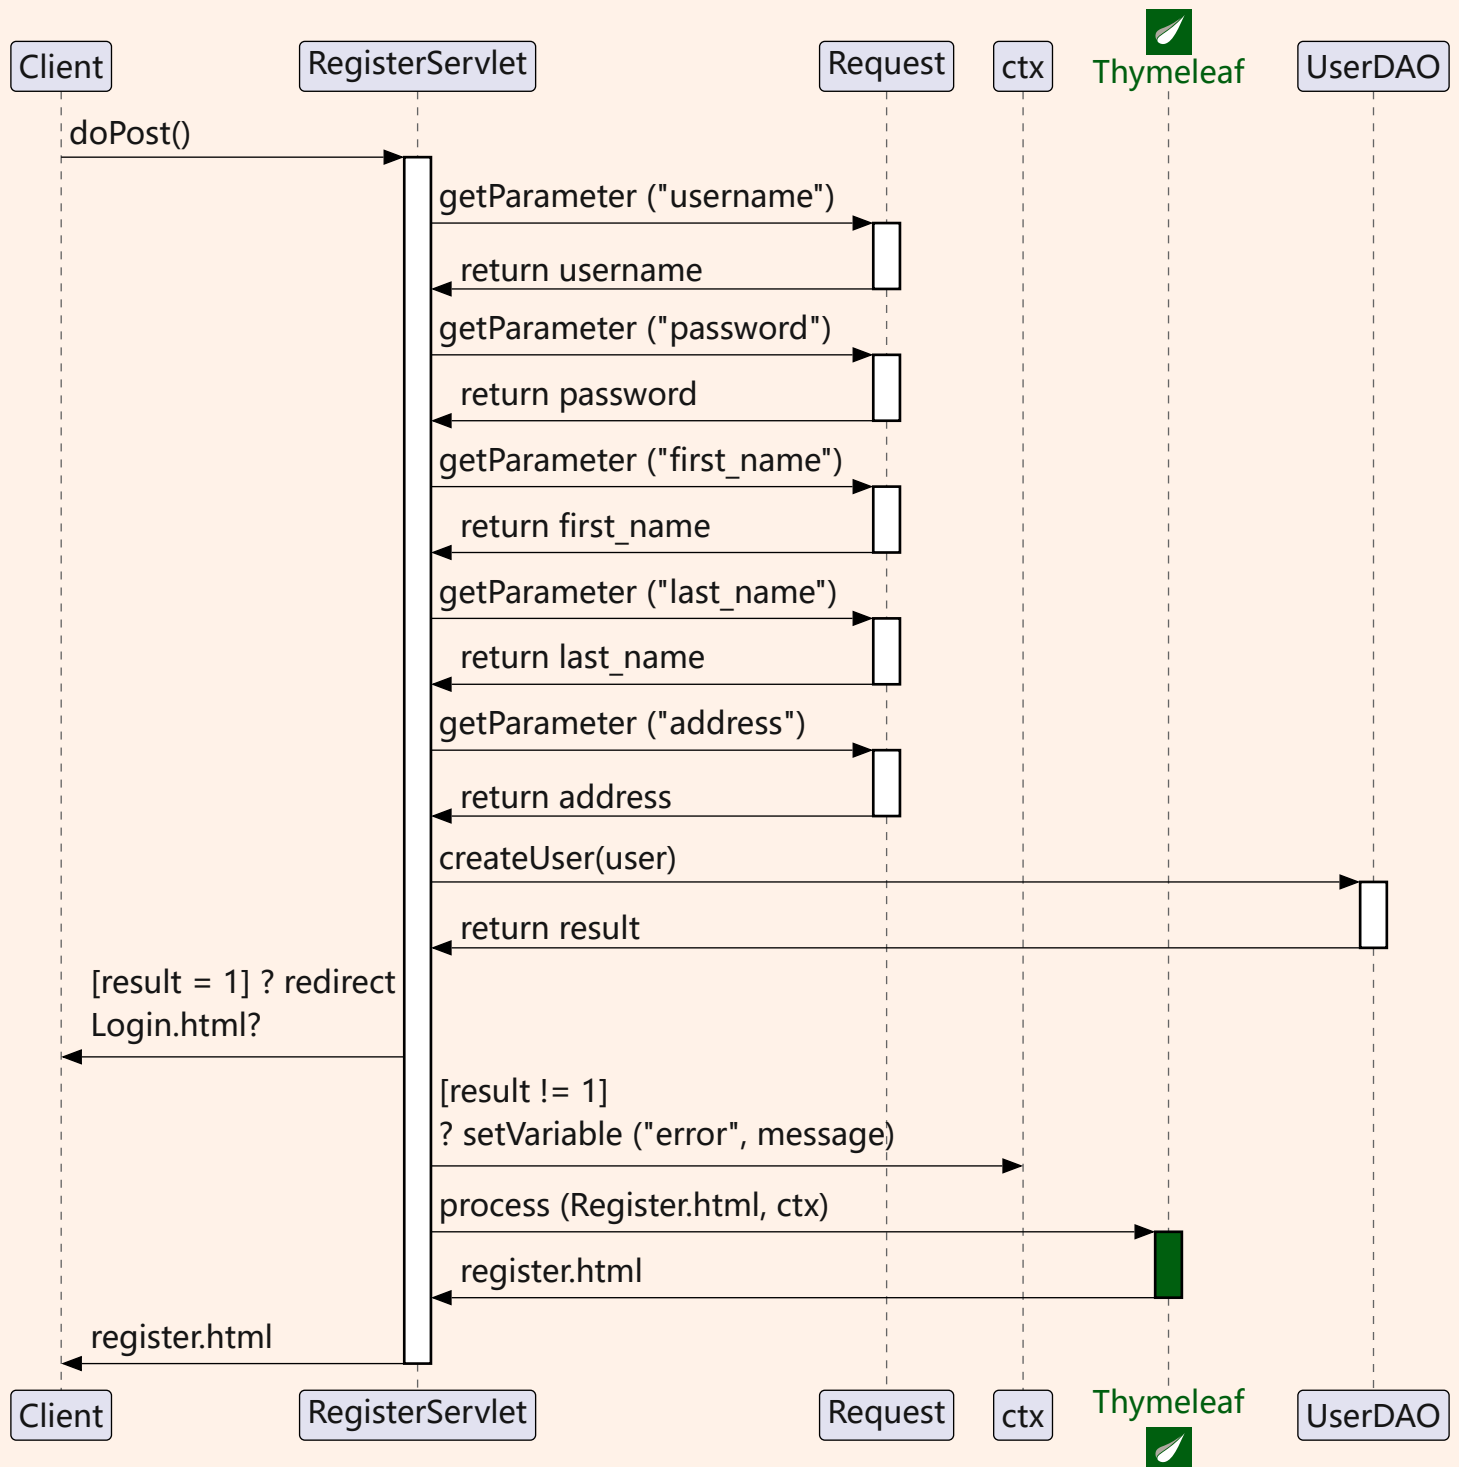 Client
RegisterServlet
Request
ctx
Thymeleaf
UserDAO
doPost()
getParameter ("username")
return username
getParameter ("password")
return password
getParameter ("first_name")
return first_name
getParameter ("last_name")
return last_name
getParameter ("address")
return address
createUser(user)
return result
[result = 1] ? redirect
Login.html?
[result != 1]
? setVariable ("error", message)
process (Register.html, ctx)
register.html
register.html
Client
RegisterServlet
Request
ctx
Thymeleaf
UserDAO